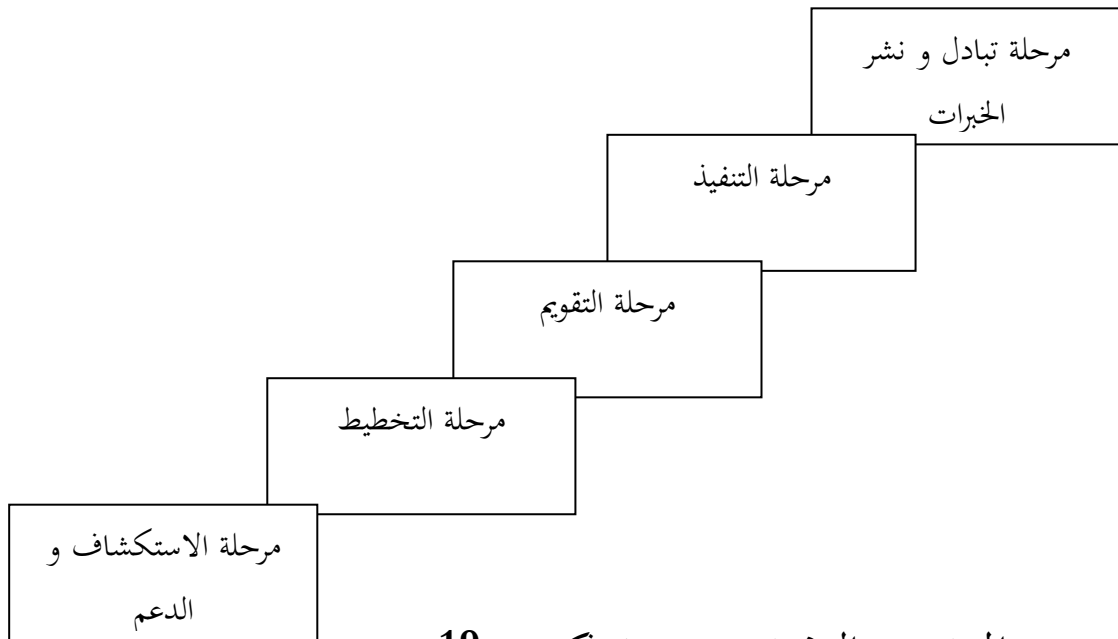 مرحلة تبادل و نشر
الخبرات
مرحلة التنفيذ
مرحلة التقويم
مرحلة التخطيط
مرحلة الاستكشاف و
الدعم